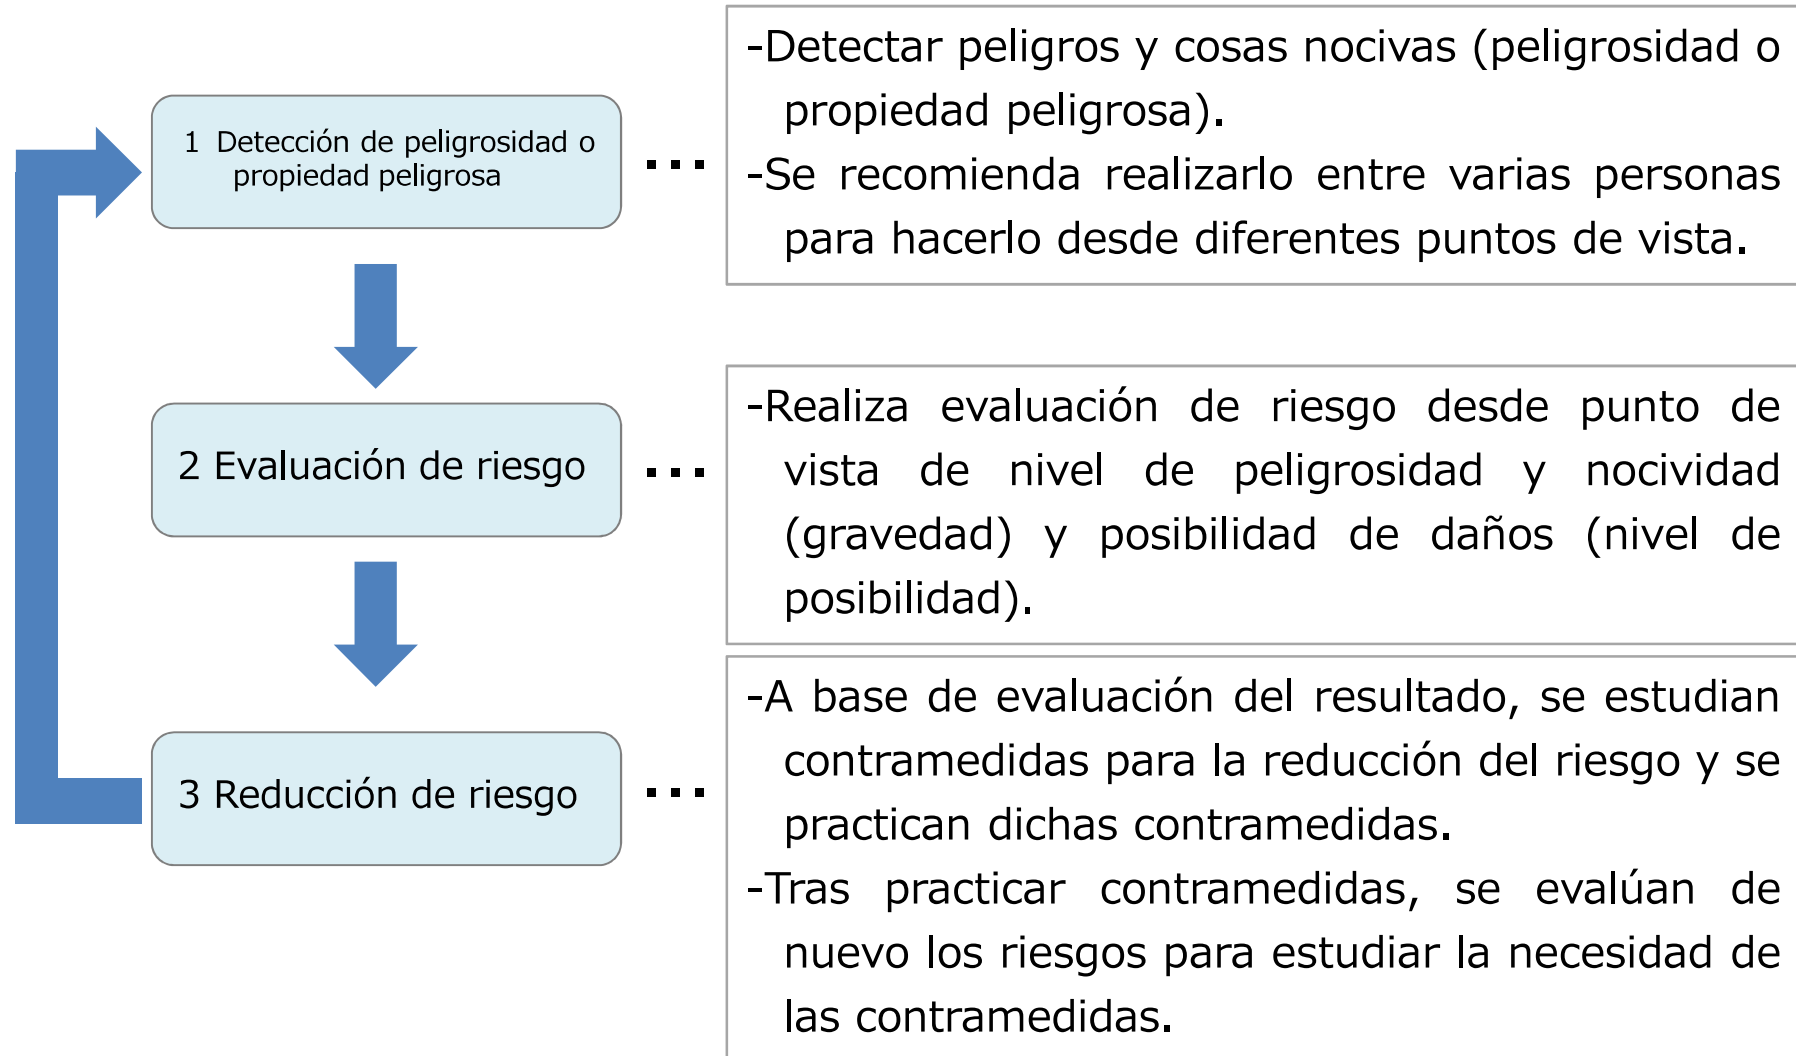 1 Detección de peligrosidad o
propiedad peligrosa
...
-Detectar peligros y cosas nocivas (peligrosidad o
propiedad peligrosa).
-Se recomienda realizarlo entre varias personas
para hacerlo desde diferentes puntos de vista.
2 Evaluación de riesgo
...
-Realiza evaluación de riesgo desde punto de
vista de nivel de peligrosidad y nocividad
(gravedad) y posibilidad de daños (nivel de
posibilidad).
3 Reducción de riesgo
...
-A base de evaluación del resultado, se estudian
contramedidas para la reducción del riesgo y se
practican dichas contramedidas.
-Tras practicar contramedidas, se evalúan de
nuevo los riesgos para estudiar la necesidad de
las contramedidas.